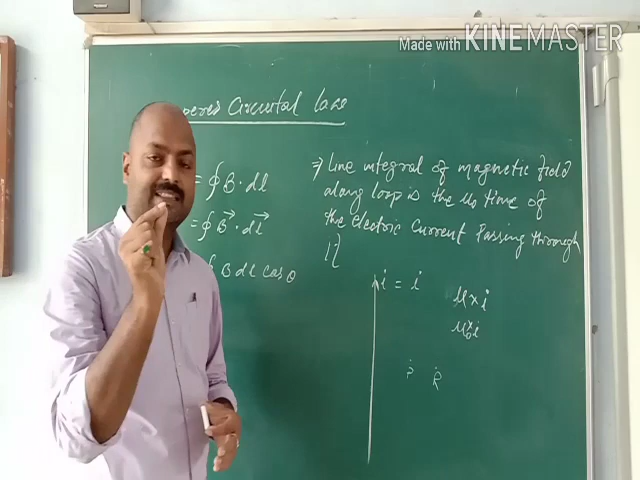 Made with KINEMASTER
peres Circuital law
= ∮ B · dl
= ∮ B⃗ · dl⃗
∮ B dl cos θ
⇒ Line integral of magnetic field
along loop is the μ₀ time of
the electric current passing through
it
i = i
μ × i
μ₀ × i
P R